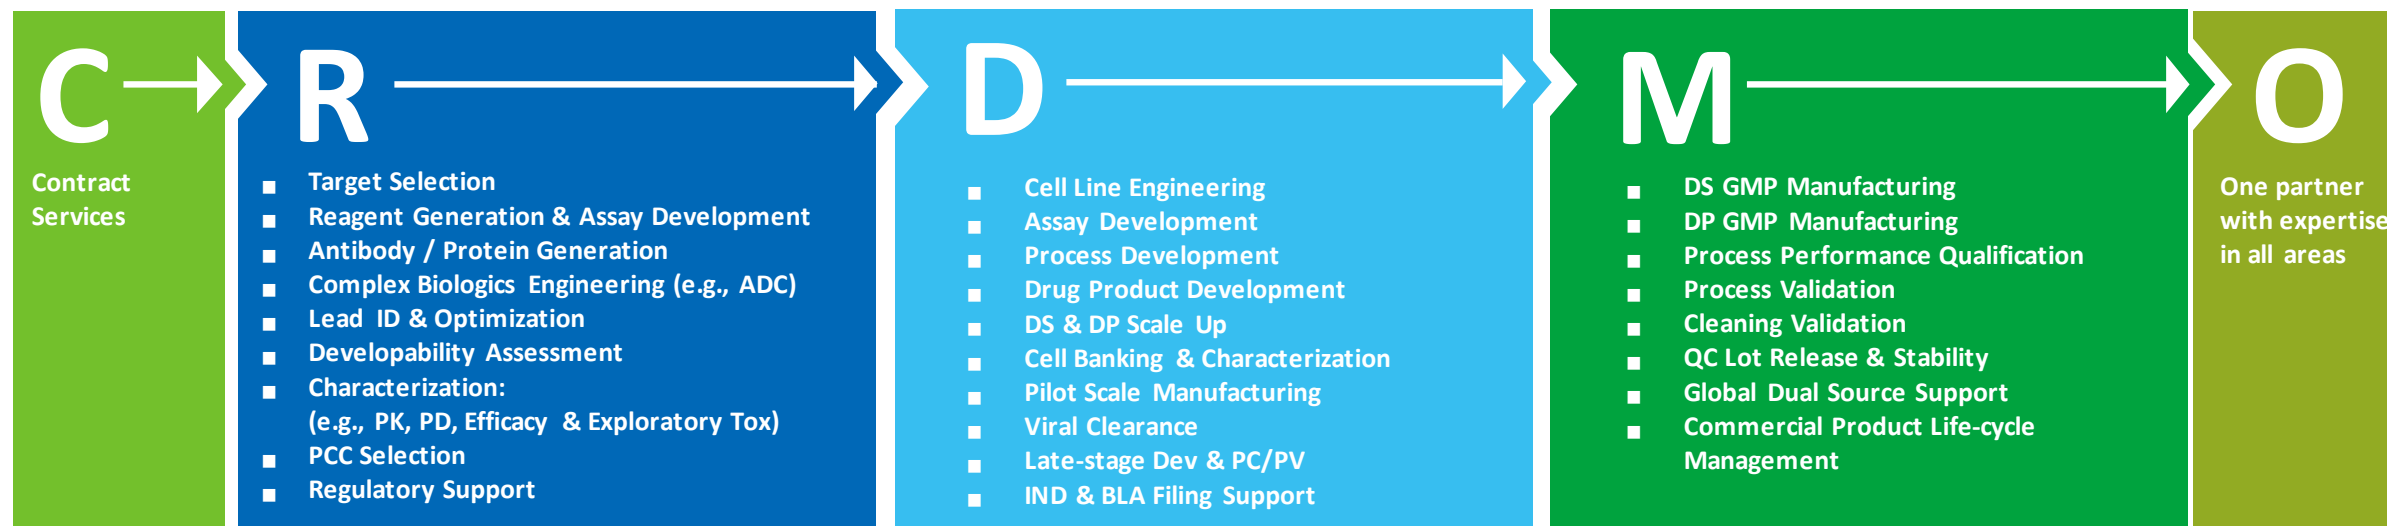 C
Contract
Services
R
■ Target Selection
■ Reagent Generation & Assay Development
■ Antibody / Protein Generation
■ Complex Biologics Engineering (e.g., ADC)
■ Lead ID & Optimization
■ Developability Assessment
■ Characterization:
(e.g., PK, PD, Efficacy & Exploratory Tox)
■ PCC Selection
■ Regulatory Support
D
■ Cell Line Engineering
■ Assay Development
■ Process Development
■ Drug Product Development
■ DS & DP Scale Up
■ Cell Banking & Characterization
■ Pilot Scale Manufacturing
■ Viral Clearance
■ Late-stage Dev & PC/PV
■ IND & BLA Filing Support
M
■ DS GMP Manufacturing
■ DP GMP Manufacturing
■ Process Performance Qualification
■ Process Validation
■ Cleaning Validation
■ QC Lot Release & Stability
■ Global Dual Source Support
■ Commercial Product Life-cycle
Management
O
One partner
with expertise
in all areas